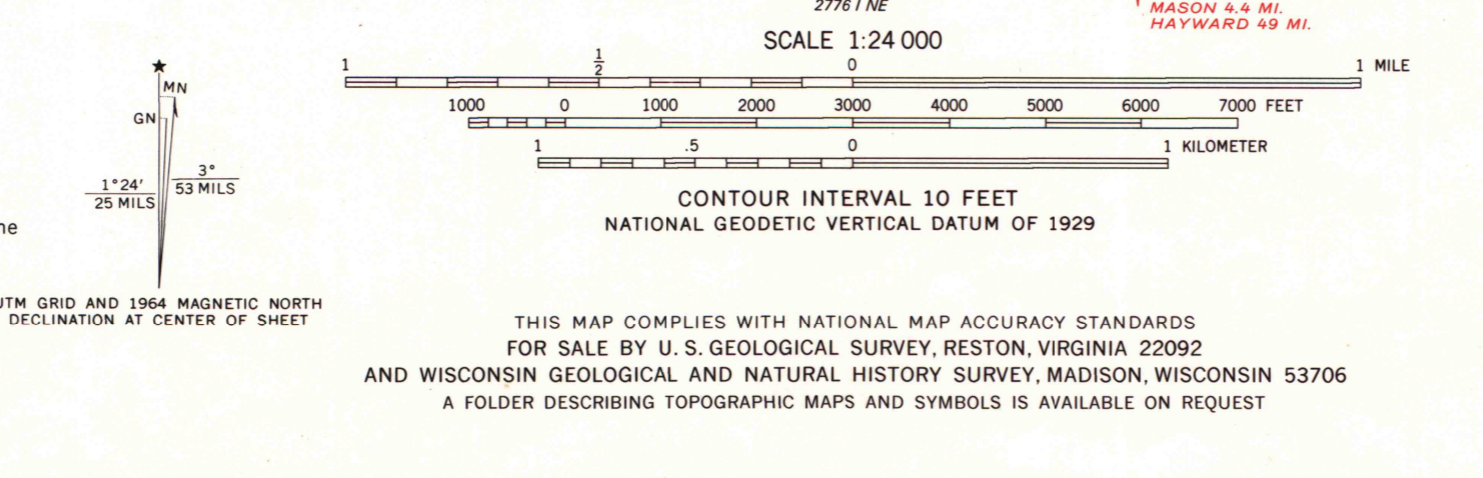 2776 I NE
MASON 4.4 MI.
HAYWARD 49 MI.
SCALE 1:24 000
1 1/2 0 1 MILE
1000 0 1000 2000 3000 4000 5000 6000 7000 FEET
1 .5 0 1 KILOMETER
CONTOUR INTERVAL 10 FEET
NATIONAL GEODETIC VERTICAL DATUM OF 1929
★
MN
GN
1°24′
25 MILS
3°
53 MILS
UTM GRID AND 1964 MAGNETIC NORTH
DECLINATION AT CENTER OF SHEET
THIS MAP COMPLIES WITH NATIONAL MAP ACCURACY STANDARDS
FOR SALE BY U. S. GEOLOGICAL SURVEY, RESTON, VIRGINIA 22092
AND WISCONSIN GEOLOGICAL AND NATURAL HISTORY SURVEY, MADISON, WISCONSIN 53706
A FOLDER DESCRIBING TOPOGRAPHIC MAPS AND SYMBOLS IS AVAILABLE ON REQUEST